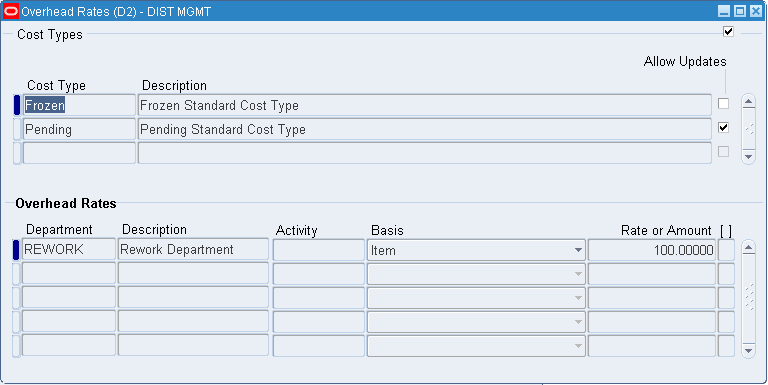 Overhead Rates (D2) - DIST MGMT
Cost Types
Allow Updates
Cost Type Description
Frozen Frozen Standard Cost Type
Pending Pending Standard Cost Type
Overhead Rates
Department Description Activity Basis Rate or Amount [ ]
REWORK Rework Department Item 100.00000